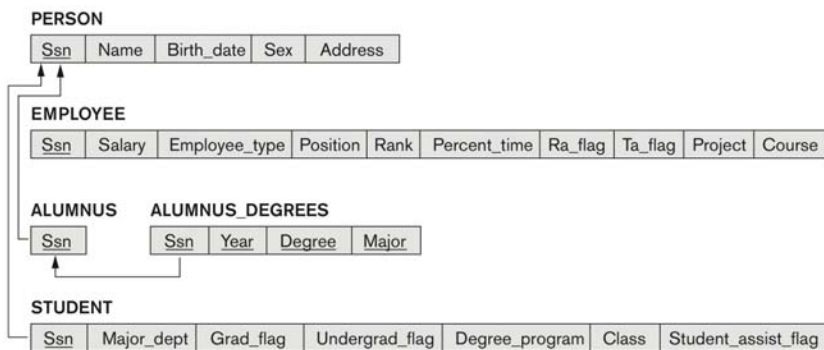 PERSON
Ssn Name Birth_date Sex Address
EMPLOYEE
Ssn Salary Employee_type Position Rank Percent_time Ra_flag Ta_flag Project Course
ALUMNUS ALUMNUS_DEGREES
Ssn Ssn Year Degree Major
STUDENT
Ssn Major_dept Grad_flag Undergrad_flag Degree_program Class Student_assist_flag